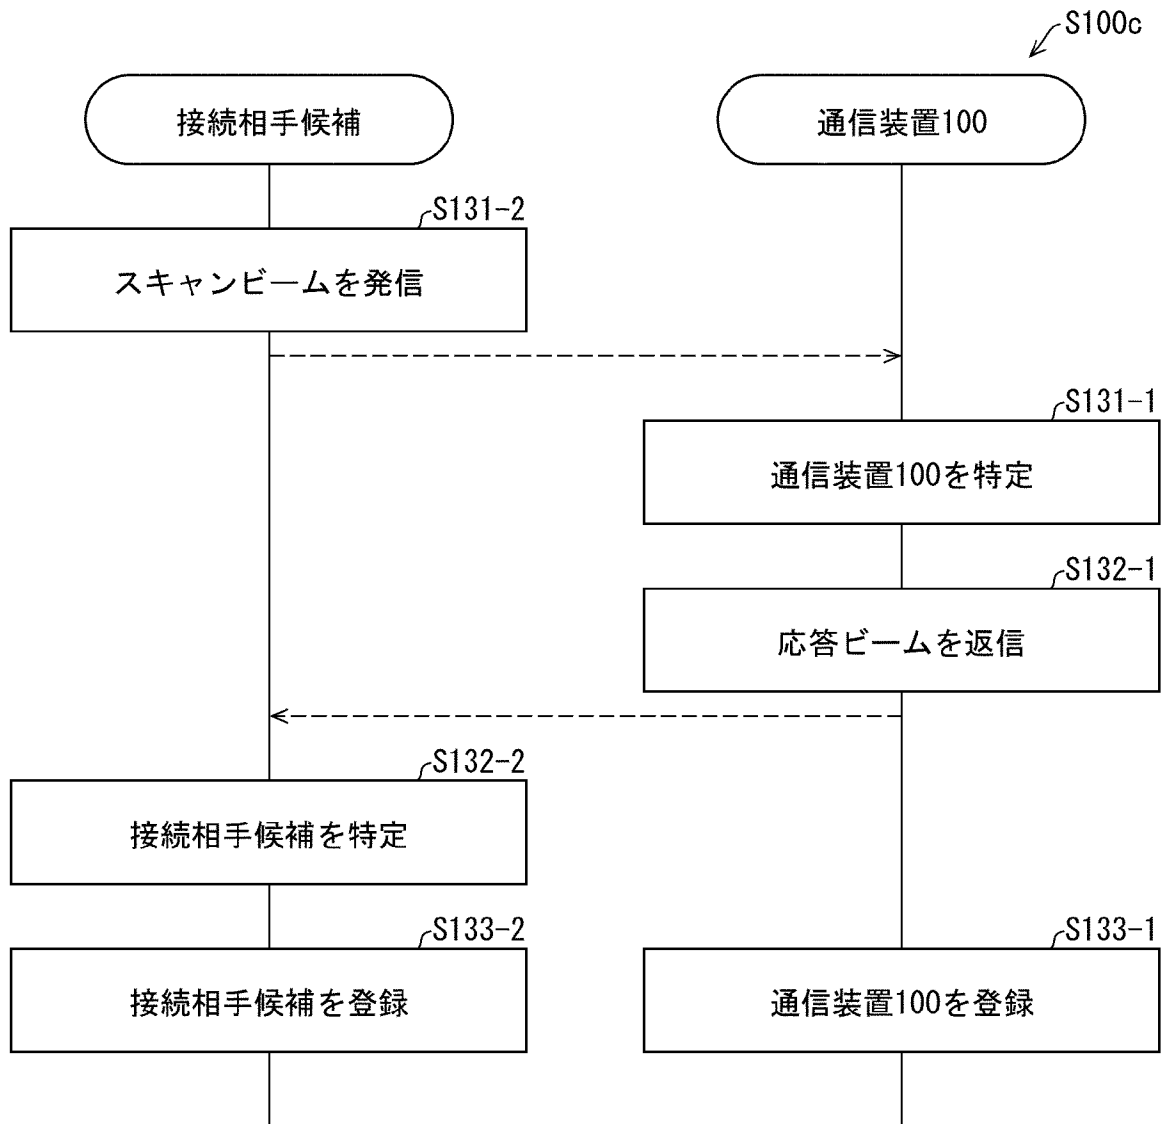 S100c
接続相手候補
通信装置100
S131-2
スキャンビームを発信
S131-1
通信装置100を特定
S132-1
応答ビームを返信
S132-2
接続相手候補を特定
S133-2
接続相手候補を登録
S133-1
通信装置100を登録